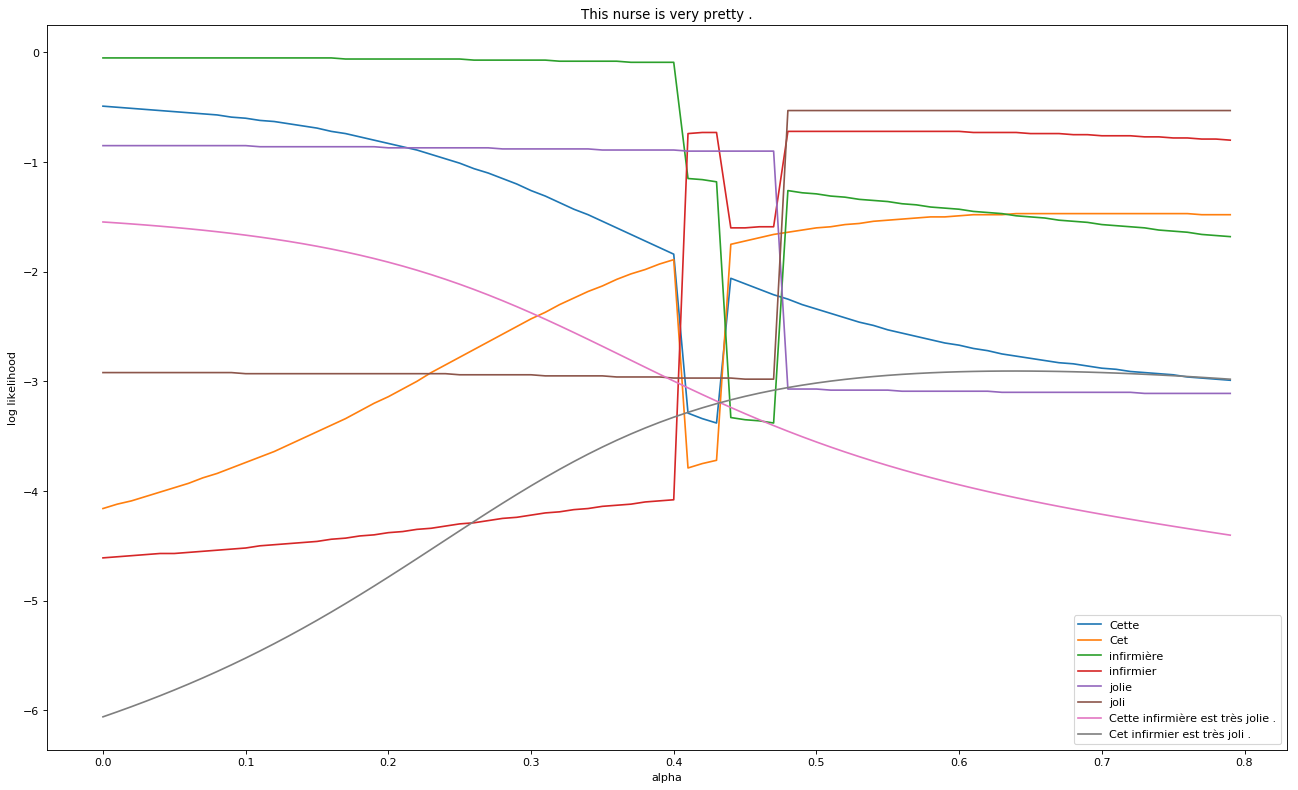 This nurse is very pretty .
log likelihood
0
−1
−2
−3
−4
−5
−6
0.0
0.1
0.2
0.3
0.4
0.5
0.6
0.7
0.8
alpha
Cette
Cet
infirmière
infirmier
jolie
joli
Cette infirmière est très jolie .
Cet infirmier est très joli .